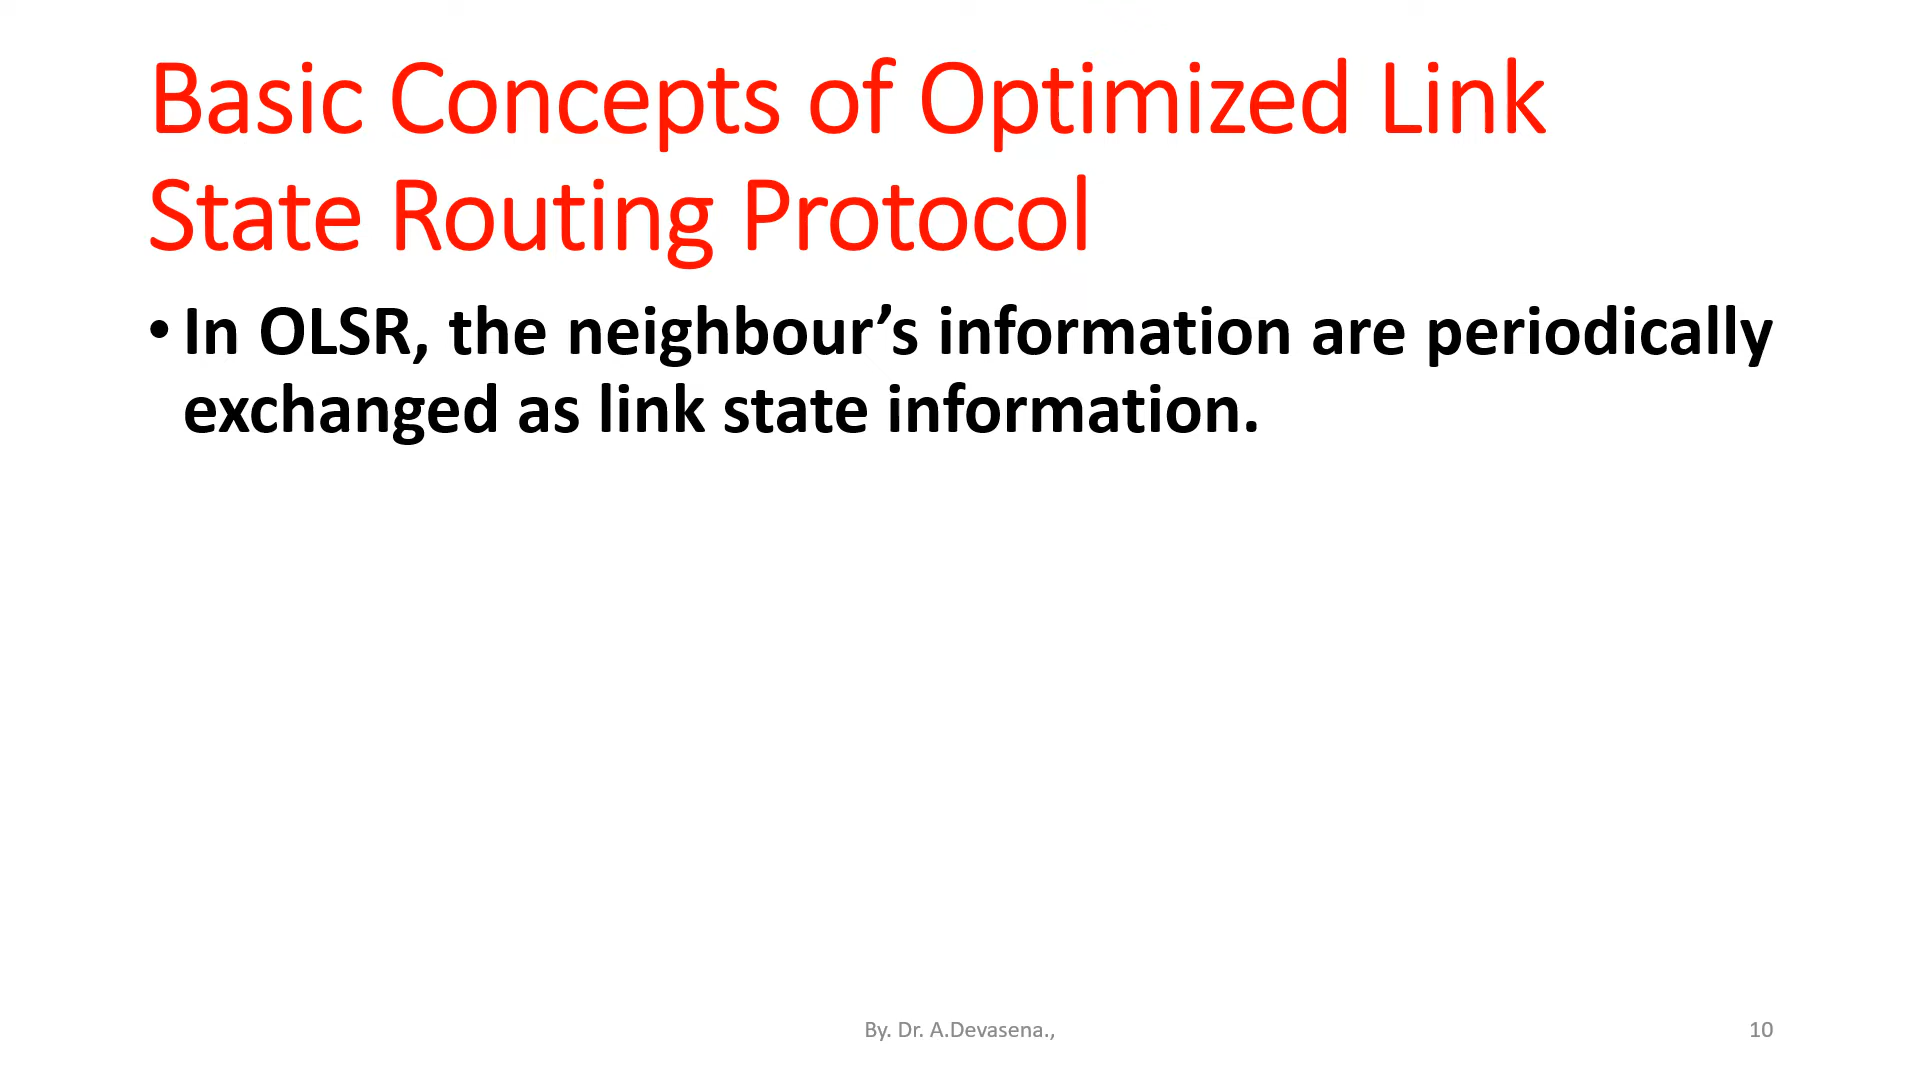 Basic Concepts of Optimized Link
State Routing Protocol
• In OLSR, the neighbour’s information are periodically
exchanged as link state information.
By. Dr. A.Devasena.,
10